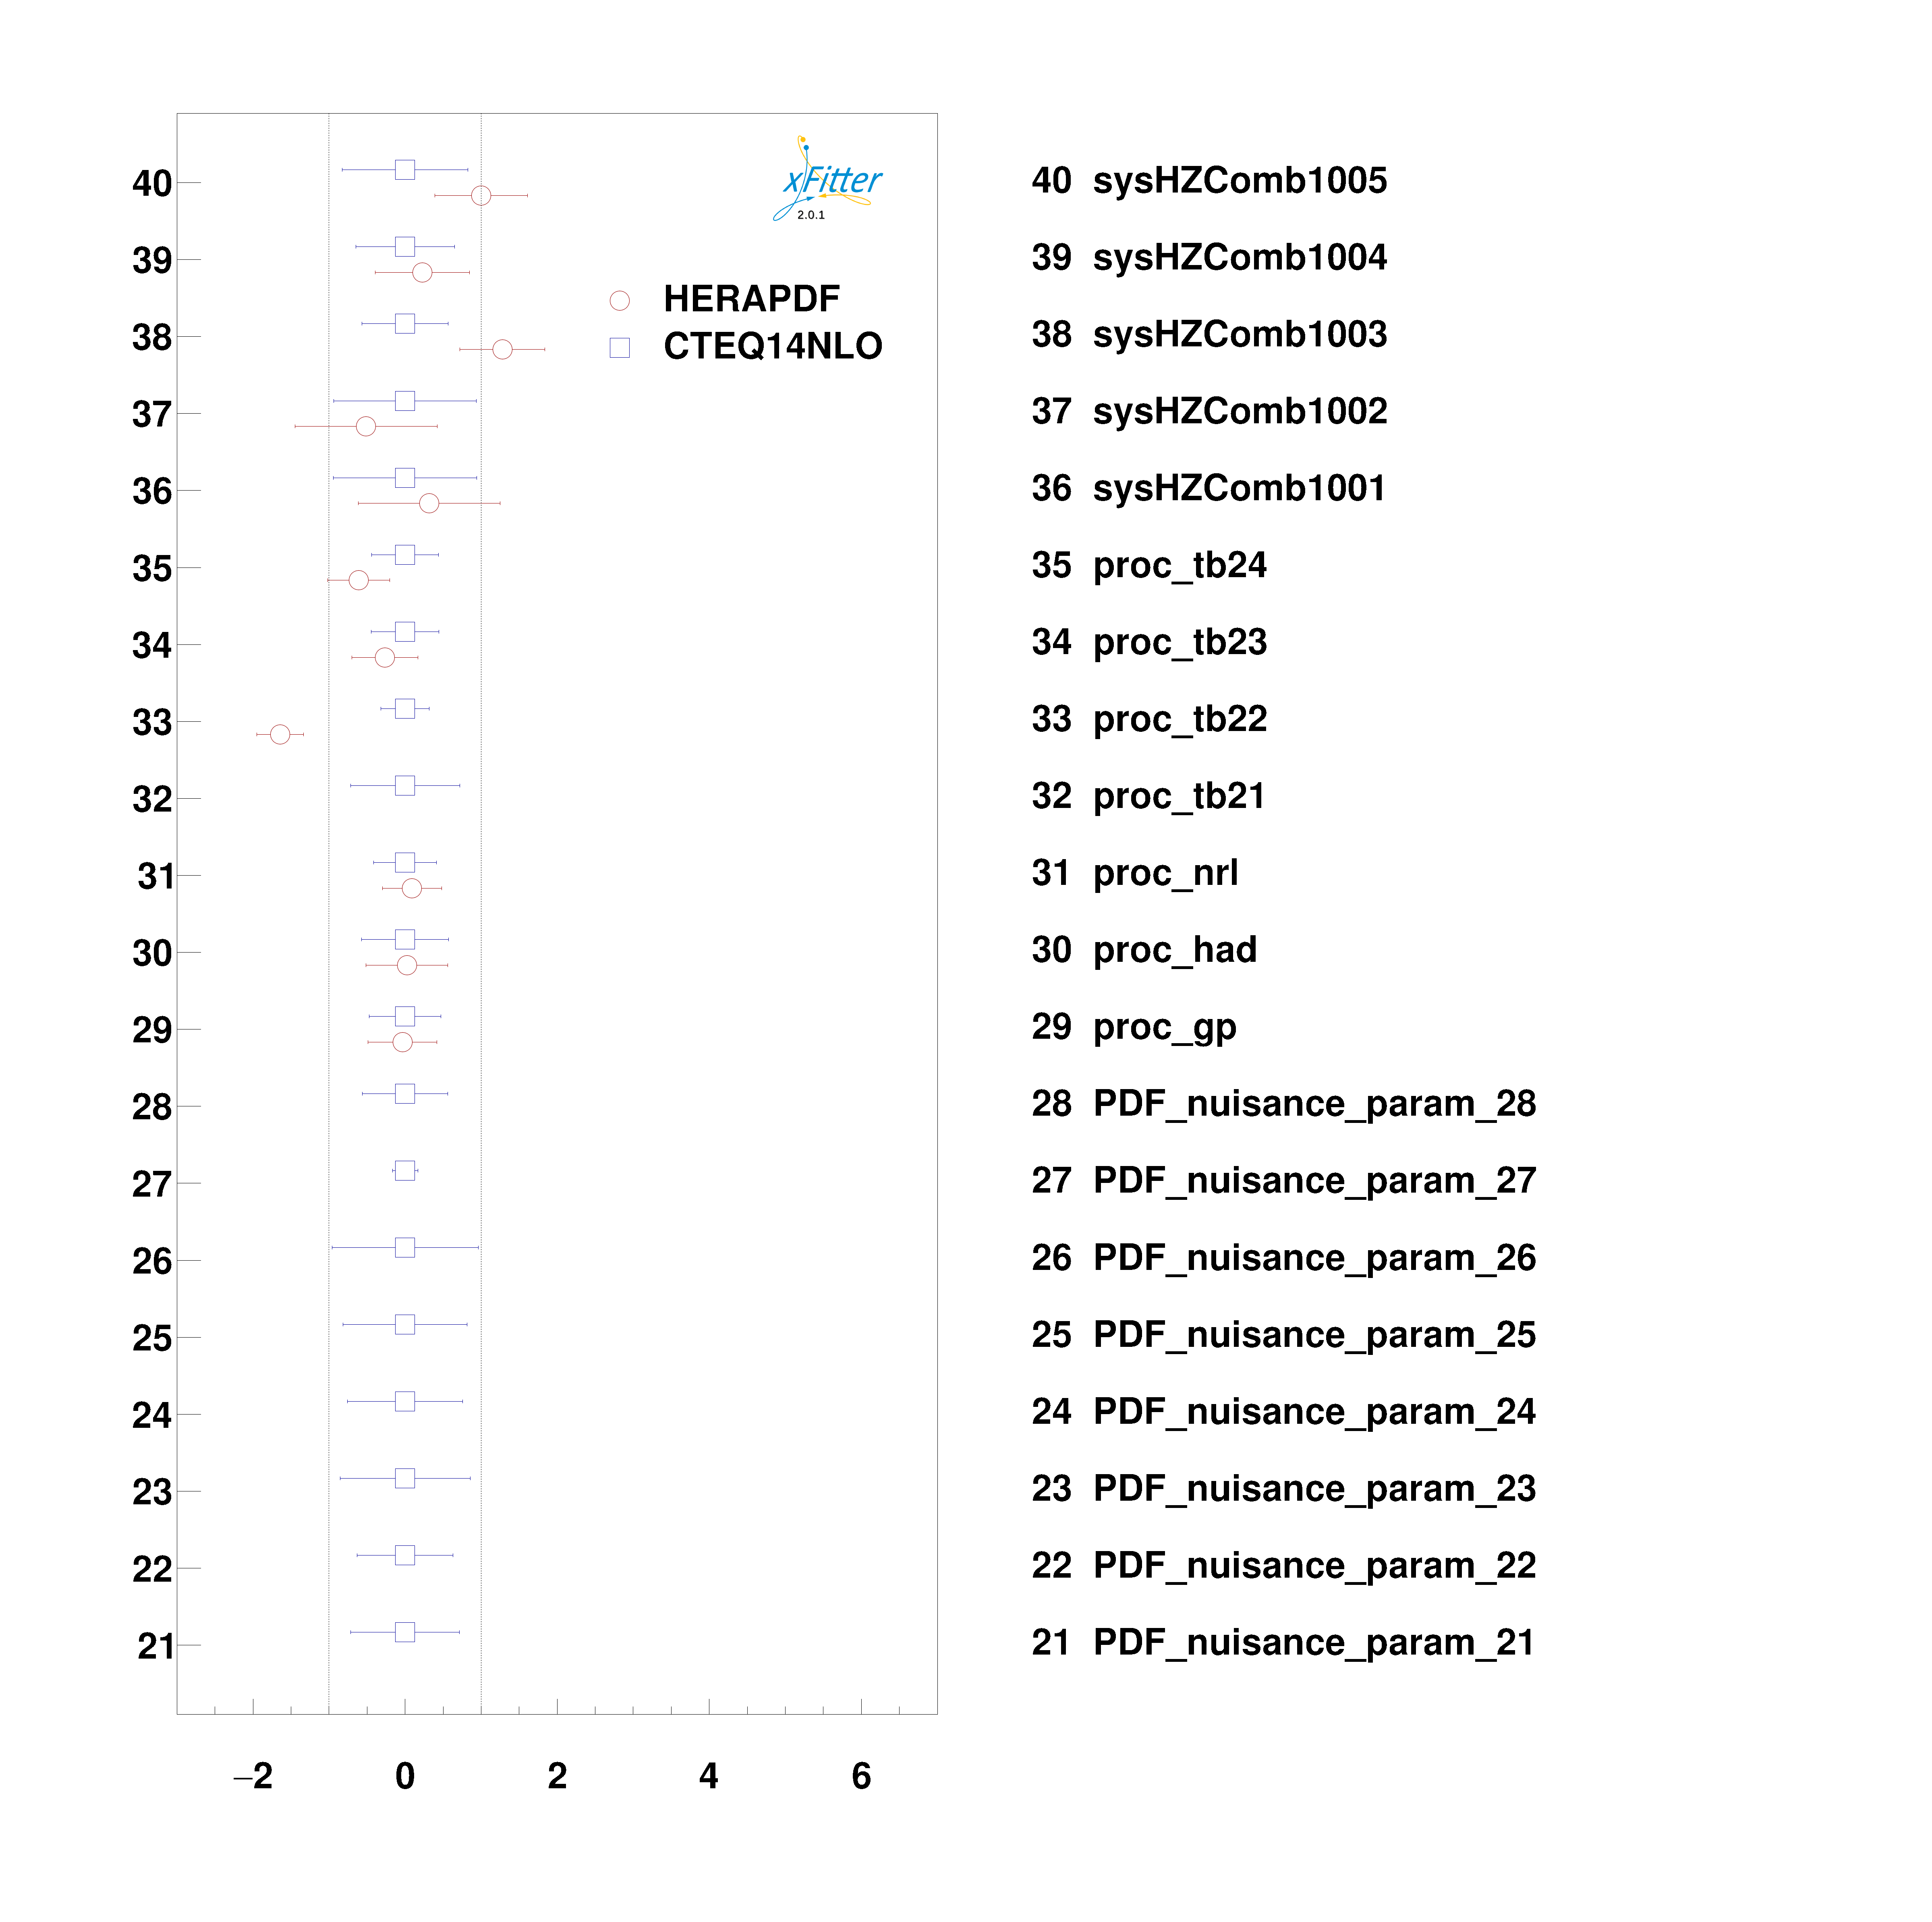 xFitter
2.0.1
HERAPDF
CTEQ14NLO
40
39
38
37
36
35
34
33
32
31
30
29
28
27
26
25
24
23
22
21
−2 0 2 4 6
40 sysHZComb1005
39 sysHZComb1004
38 sysHZComb1003
37 sysHZComb1002
36 sysHZComb1001
35 proc_tb24
34 proc_tb23
33 proc_tb22
32 proc_tb21
31 proc_nrl
30 proc_had
29 proc_gp
28 PDF_nuisance_param_28
27 PDF_nuisance_param_27
26 PDF_nuisance_param_26
25 PDF_nuisance_param_25
24 PDF_nuisance_param_24
23 PDF_nuisance_param_23
22 PDF_nuisance_param_22
21 PDF_nuisance_param_21